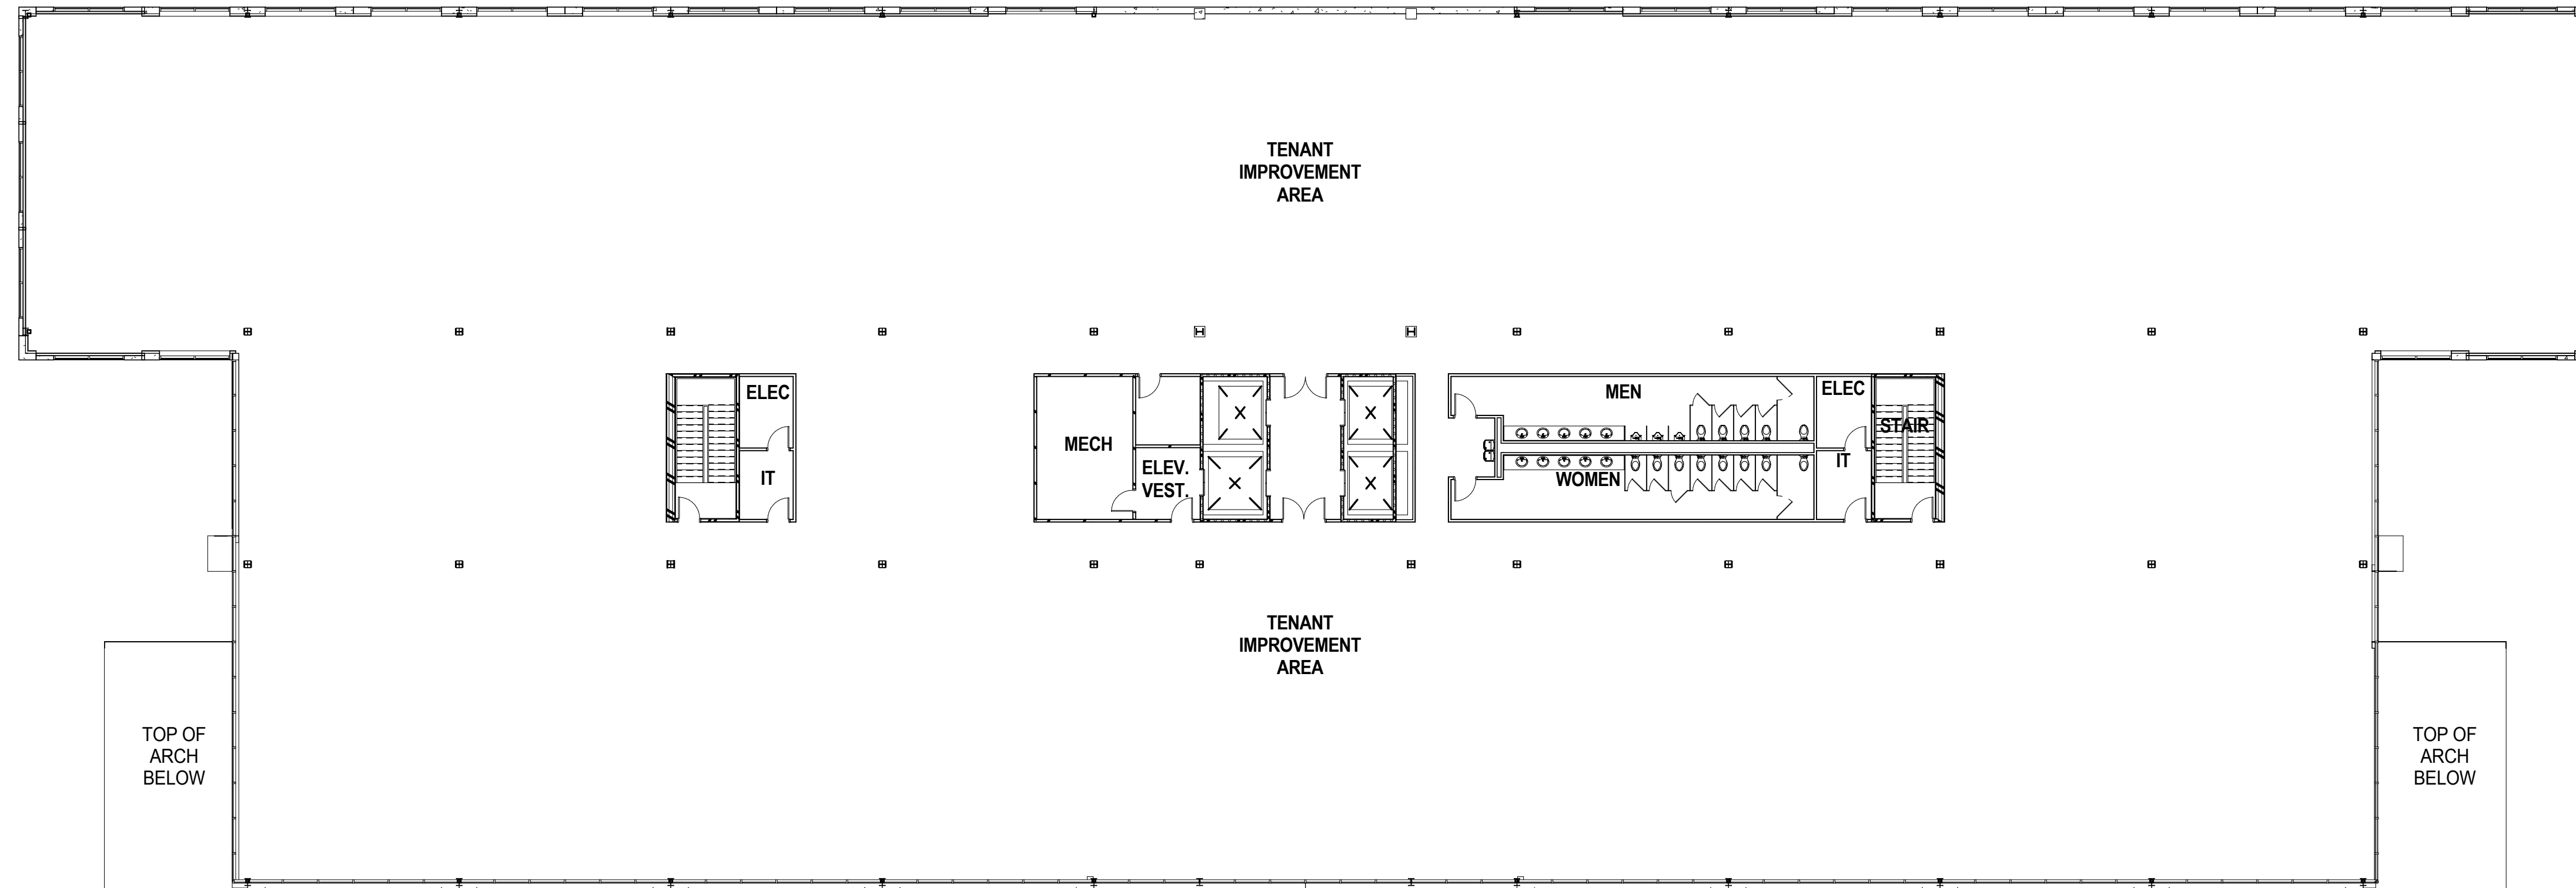 TENANT
IMPROVEMENT
AREA
ELEC
IT
MECH
ELEV.
VEST.
MEN
WOMEN
ELEC
IT
STAIR
TENANT
IMPROVEMENT
AREA
TOP OF
ARCH
BELOW
TOP OF
ARCH
BELOW